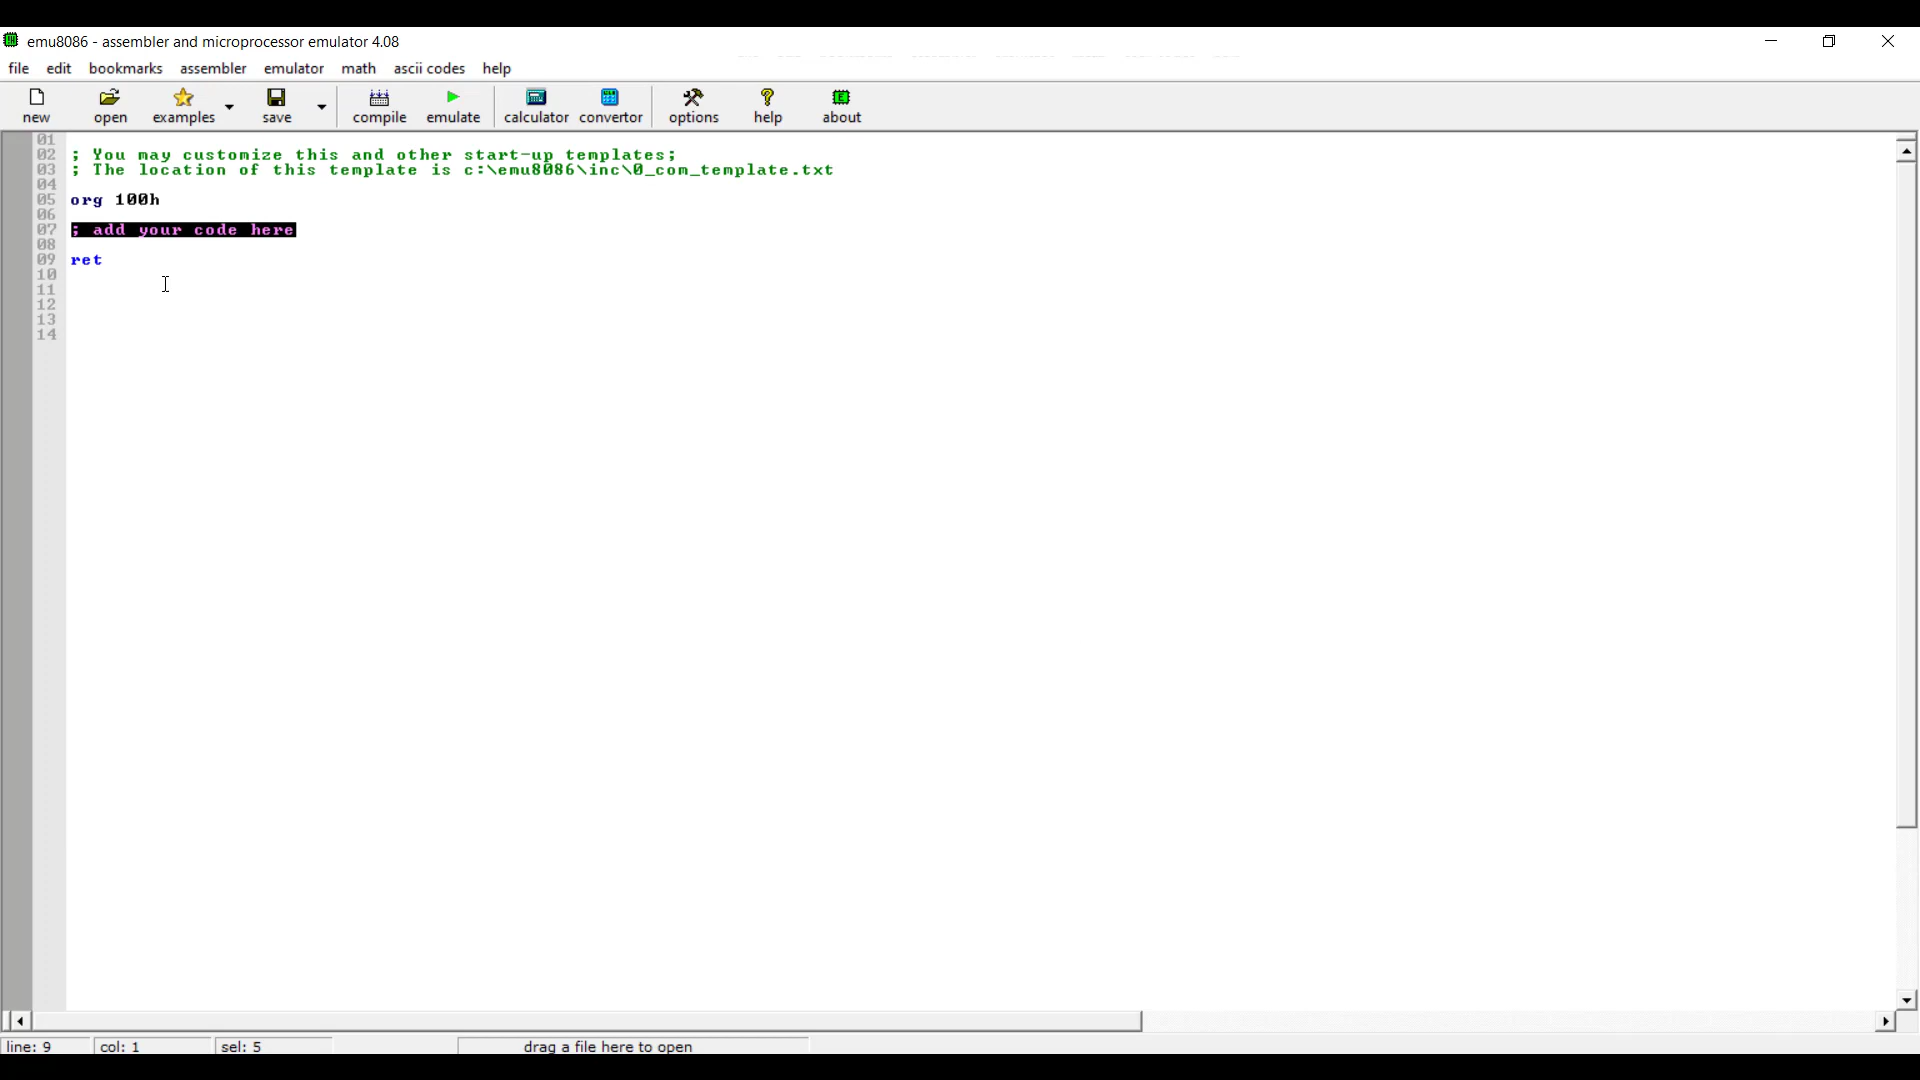 emu8086 - assembler and microprocessor emulator 4.08
file edit bookmarks assembler emulator math ascii codes help
new open examples save compile emulate calculator convertor options help about
01
02 ; You may customize this and other start-up templates;
03 ; The location of this template is c:\emu8086\inc\0_com_template.txt
04
05 org 100h
06
07 ; add your code here
08
09 ret
10
11
12
13
14
line: 9 col: 1 sel: 5 drag a file here to open